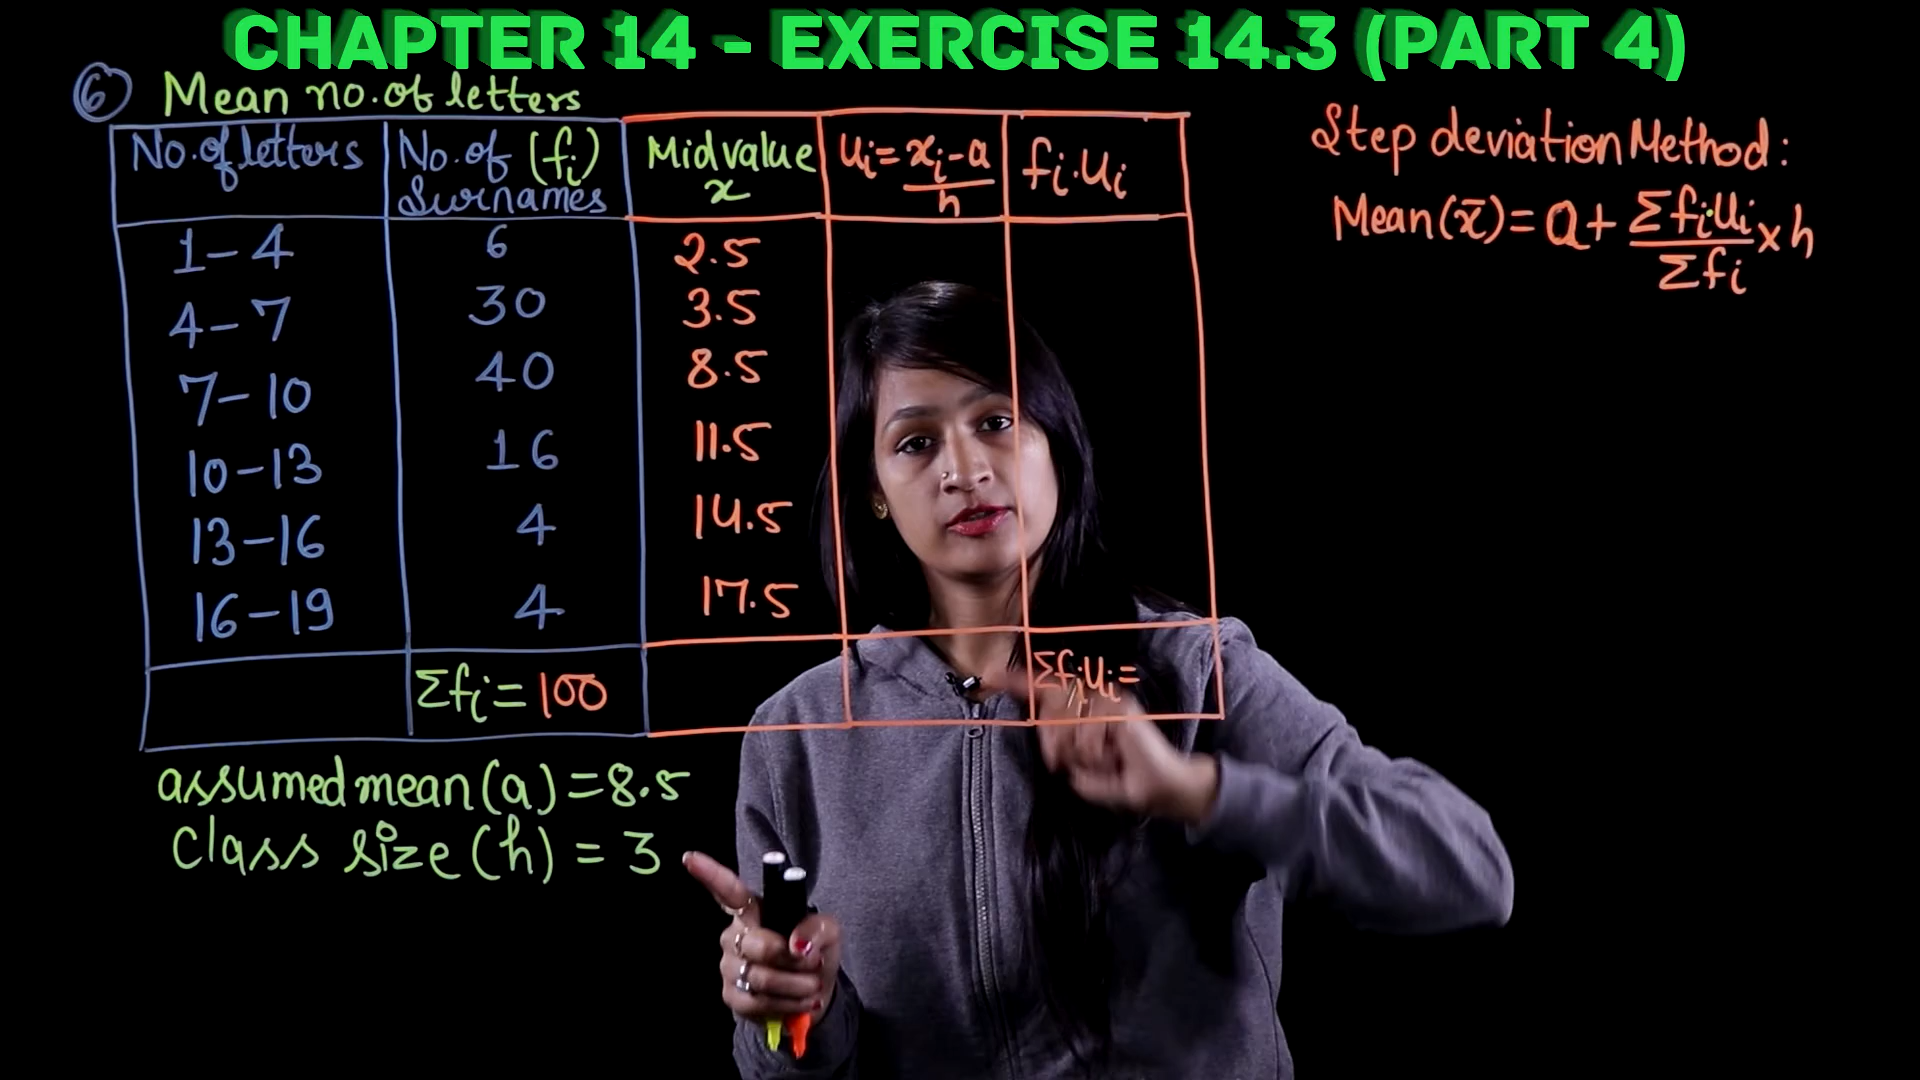 CHAPTER 14 - EXERCISE 14.3 (PART 4)
6 Mean no. of letters
No. of letters | No. of (fi) Surnames | Midvalue x | ui = xi - a / h | fi.ui
1-4 | 6 | 2.5
4-7 | 30 | 3.5
7-10 | 40 | 8.5
10-13 | 16 | 11.5
13-16 | 4 | 14.5
16-19 | 4 | 17.5
Σfi = 100 | Σfiui =
assumed mean (a) = 8.5
Class size (h) = 3
Step deviation Method:
Mean (x̄) = a + Σfi.ui / Σfi × h